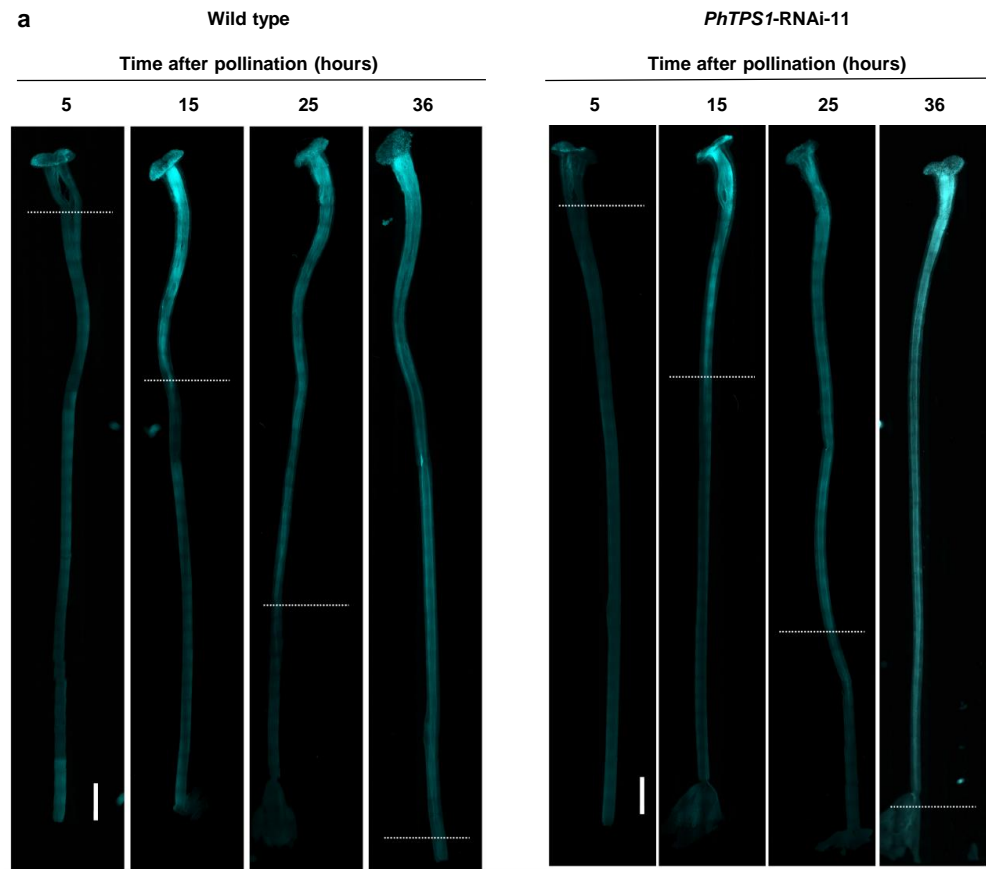 a
Wild type
Time after pollination (hours)
5 15 25 36
PhTPS1-RNAi-11
Time after pollination (hours)
5 15 25 36